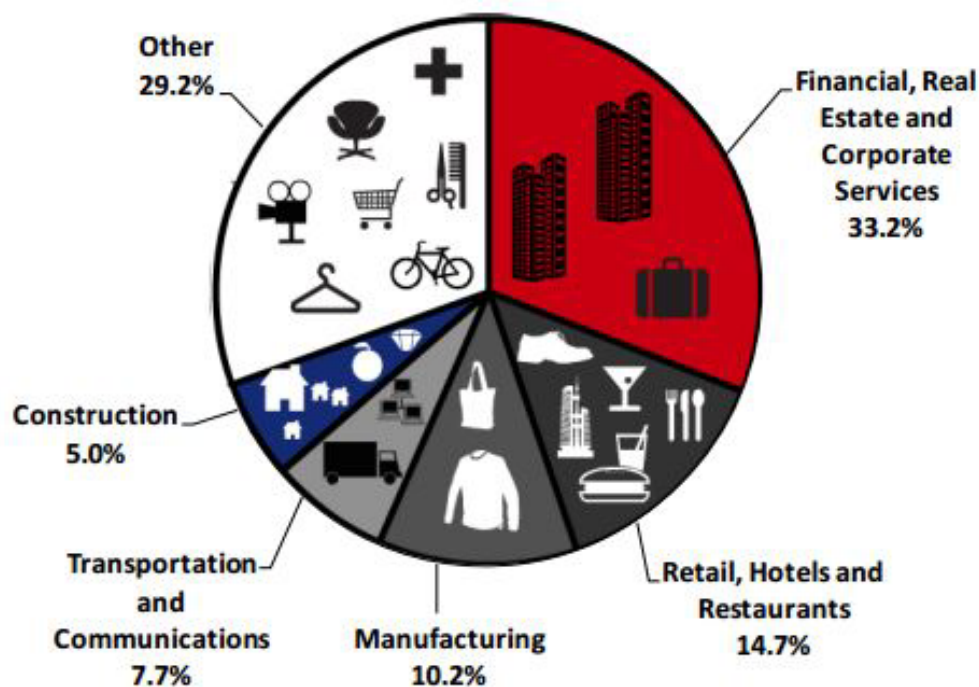 Other
29.2%
Financial, Real
Estate and
Corporate
Services
33.2%
Construction
5.0%
Transportation
and
Communications
7.7%
Manufacturing
10.2%
Retail, Hotels and
Restaurants
14.7%